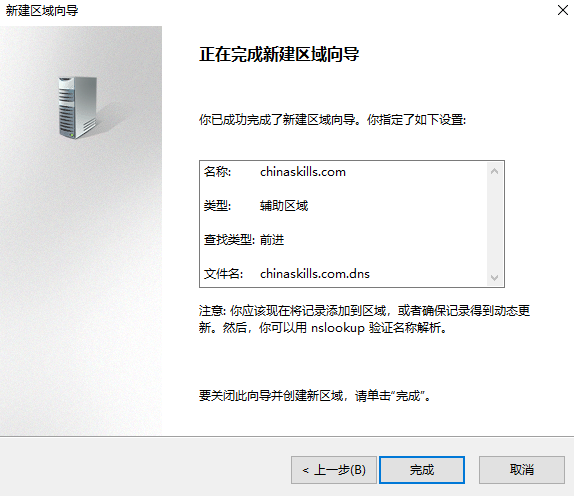 新建区域向导
正在完成新建区域向导
你已成功完成了新建区域向导。你指定了如下设置:
名称: chinaskills.com
类型: 辅助区域
查找类型: 前进
文件名: chinaskills.com.dns
注意: 你应该现在将记录添加到区域，或者确保记录得到动态更
新。然后，你可以用 nslookup 验证名称解析。
要关闭此向导并创建新区域，请单击“完成”。
< 上一步(B)
完成
取消